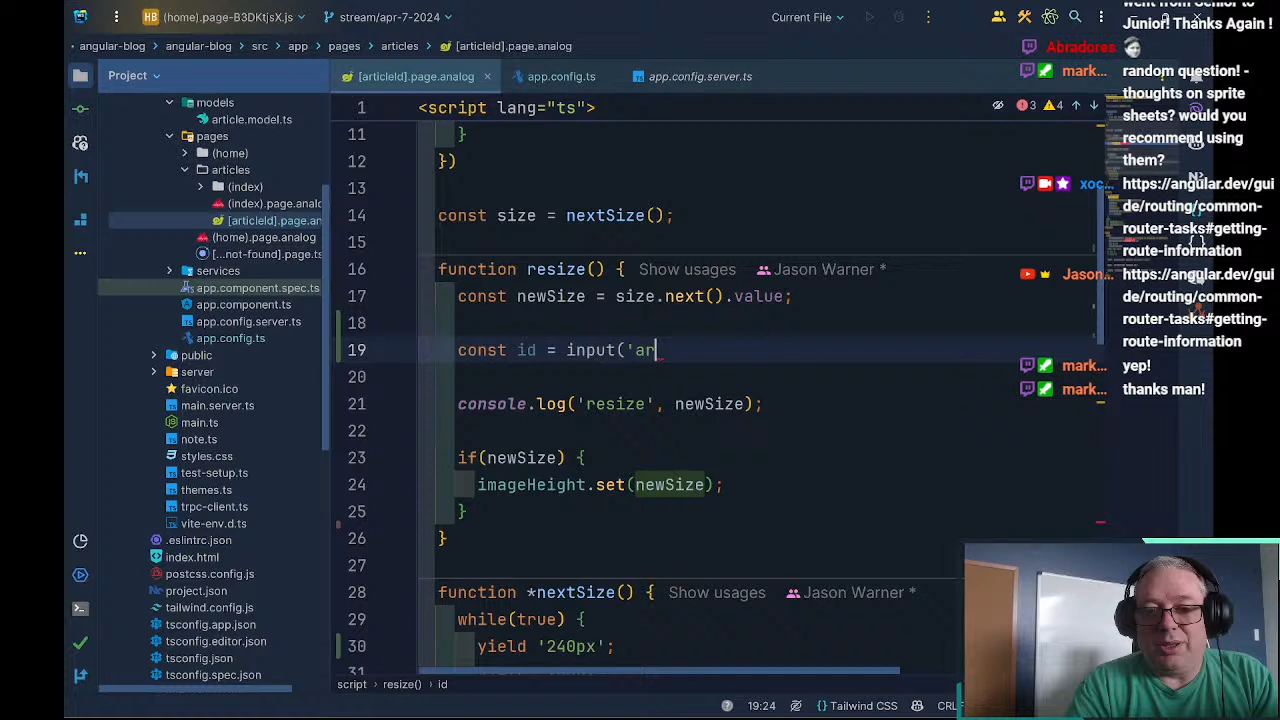 HB (home).page-B3DKtjsX.js
stream/apr-7-2024
Current File
angular-blog
angular-blog
src
app
pages
articles
[articleId].page.analog
Project
[articleId].page.analog
app.config.ts
app.config.server.ts
models
article.model.ts
pages
(home)
articles
(index)
(index).page.analo
[articleId].page.an
(home).page.analog
[...not-found].page.ts
services
app.component.spec.ts
app.component.ts
app.config.server.ts
app.config.ts
public
server
favicon.ico
main.server.ts
main.ts
note.ts
styles.css
test-setup.ts
themes.ts
trpc-client.ts
vite-env.d.ts
.eslintrc.json
index.html
postcss.config.js
project.json
tailwind.config.js
tsconfig.app.json
tsconfig.editor.json
tsconfig.json
tsconfig.spec.json
1 <script lang="ts">
3 4
11 }
12 })
13
14 const size = nextSize();
15
16 function resize() { Show usages Jason Warner *
17 const newSize = size.next().value;
18
19 const id = input('ar
20
21 console.log('resize', newSize);
22
23 if(newSize) {
24 imageHeight.set(newSize);
25 }
26 }
27
28 function *nextSize() { Show usages Jason Warner *
29 while(true) {
30 yield '240px';
31
script
resize()
id
19:24
{} Tailwind CSS
went from Senior to
Junior! Thanks Again !
Abradores
mark... random question! -
thoughts on sprite
sheets? would you
recommend using
them?
xoc... https://angular.dev/gui
de/routing/common-
router-tasks#getting-
route-information
Jason... https://angular.dev/gui
de/routing/common-
router-tasks#getting-
route-information
mark... yep!
mark... thanks man!